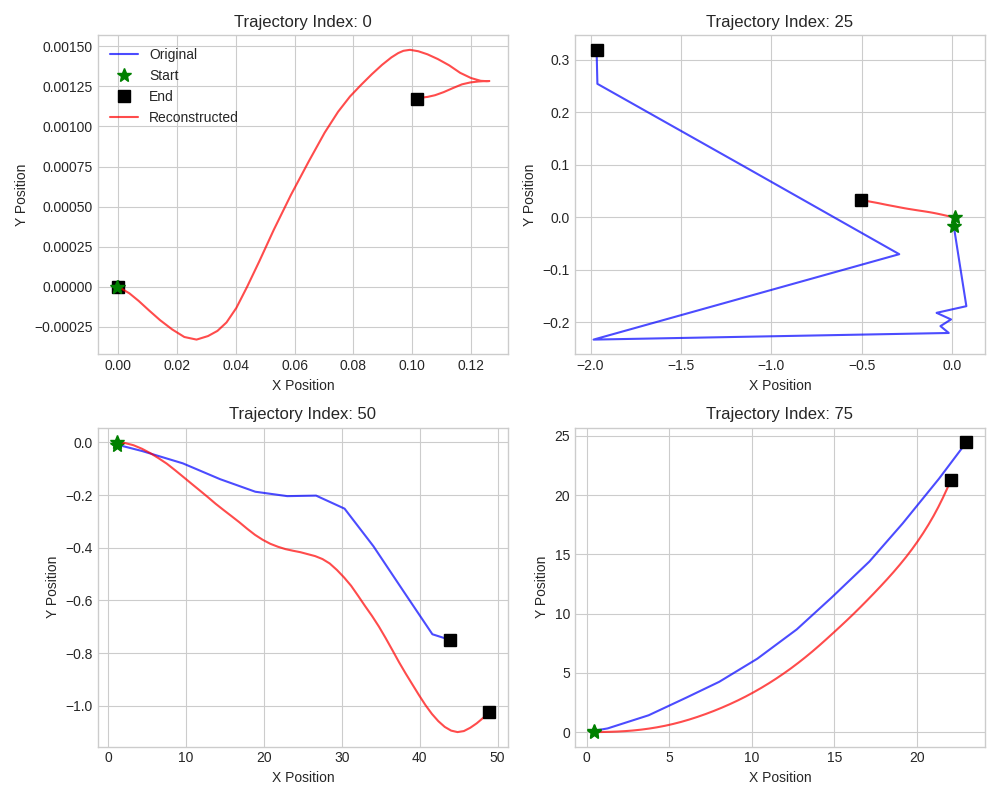 Trajectory Index: 0
0.00150
0.00125
0.00100
0.00075
0.00050
0.00025
0.00000
−0.00025
Y Position
Original
Start
End
Reconstructed
0.00 0.02 0.04 0.06 0.08 0.10 0.12
X Position
Trajectory Index: 25
0.3
0.2
0.1
0.0
−0.1
−0.2
Y Position
−2.0 −1.5 −1.0 −0.5 0.0
X Position
Trajectory Index: 50
0.0
−0.2
−0.4
−0.6
−0.8
−1.0
Y Position
0 10 20 30 40 50
X Position
Trajectory Index: 75
25
20
15
10
5
0
Y Position
0 5 10 15 20
X Position